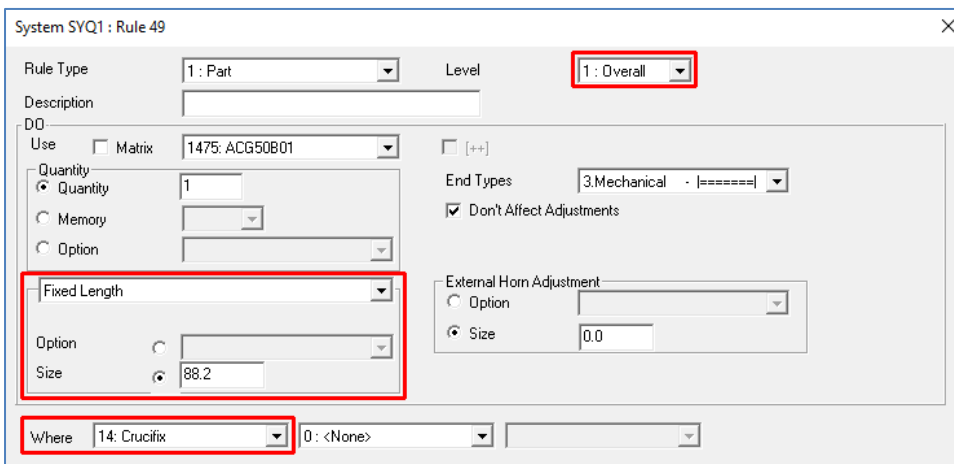 System SYQ1 : Rule 49
Rule Type 1 : Part Level 1 : Overall
Description
DO
Use Matrix 1475: ACG50B01 [++]
Quantity
Quantity 1 End Types 3.Mechanical - |=======|
Memory Don't Affect Adjustments
Option
Fixed Length External Horn Adjustment
Option
Option Size 0.0
Size 88.2
Where 14: Crucifix 0 : <None>